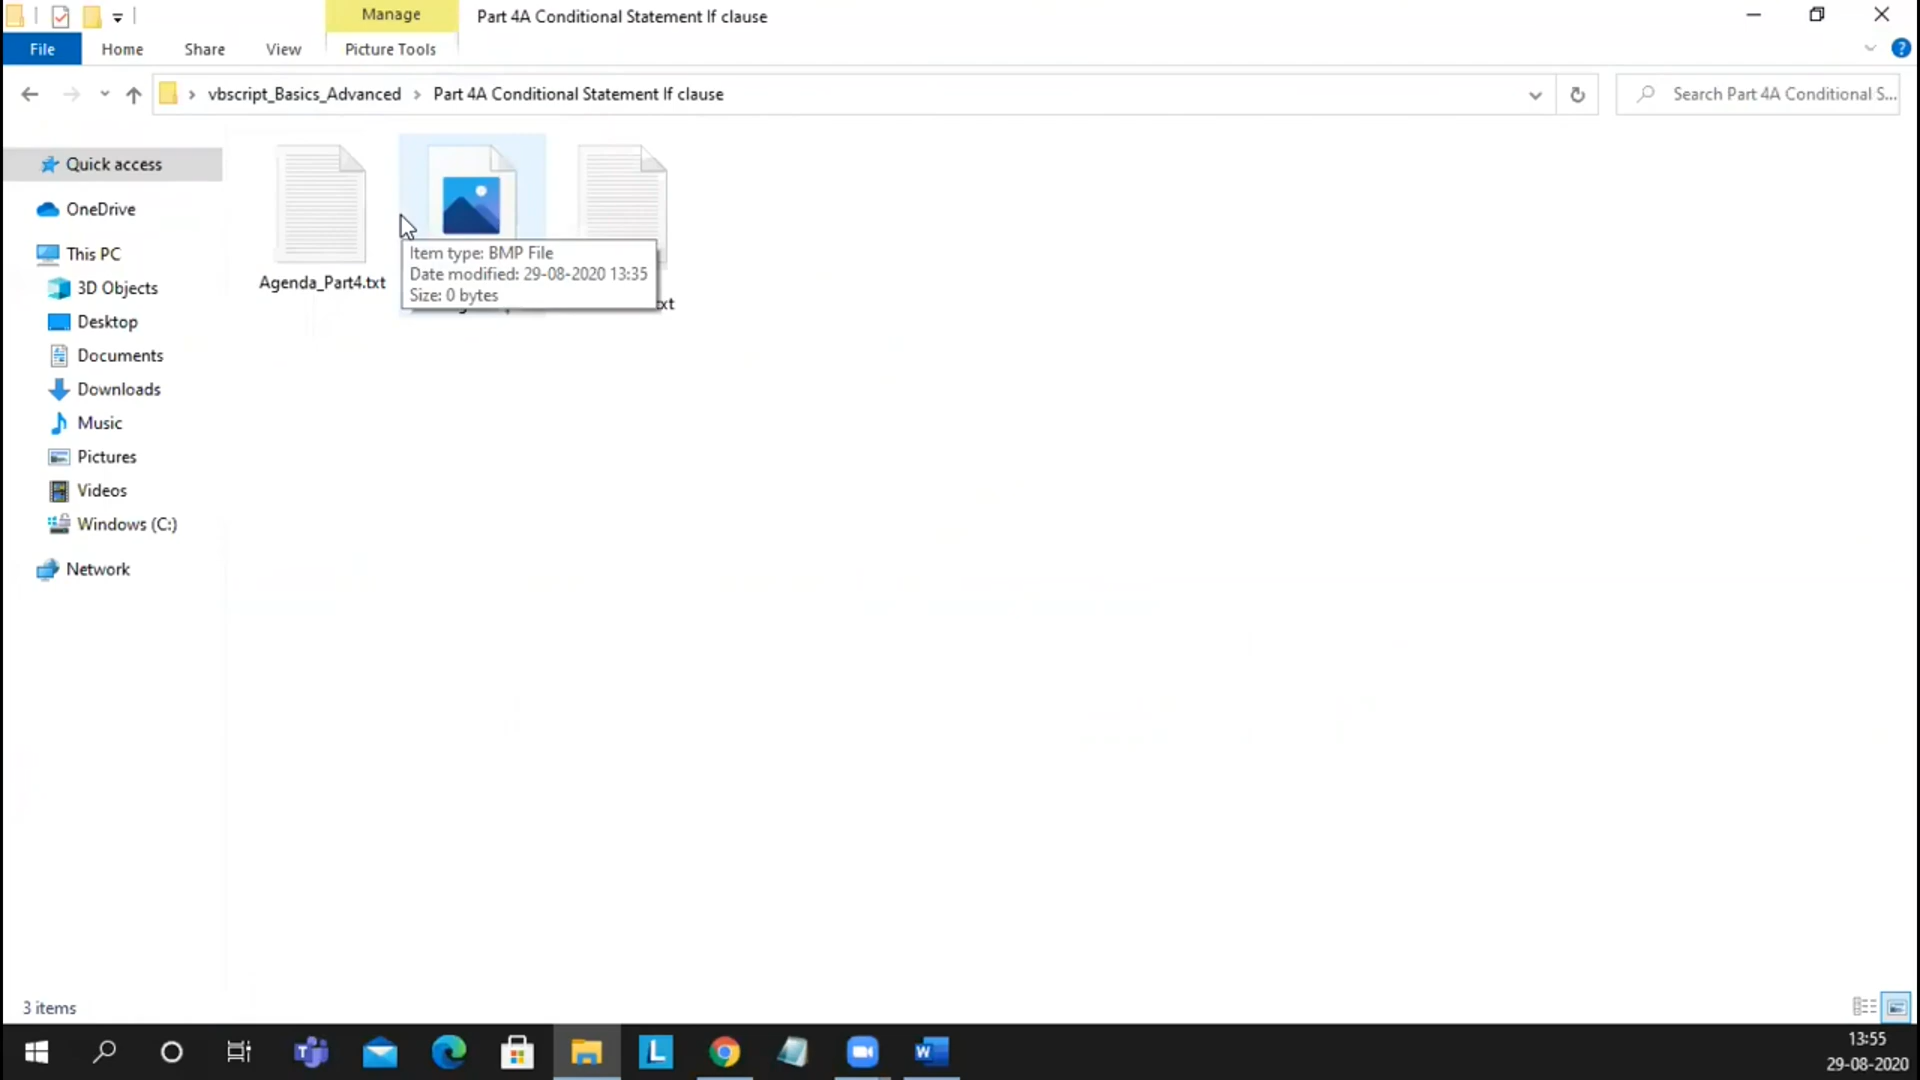 Manage
Part 4A Conditional Statement If clause
File
Home
Share
View
Picture Tools
vbscript_Basics_Advanced
Part 4A Conditional Statement If clause
Search Part 4A Conditional S...
Quick access
OneDrive
This PC
3D Objects
Desktop
Documents
Downloads
Music
Pictures
Videos
Windows (C:)
Network
Agenda_Part4.txt
Item type: BMP File
Date modified: 29-08-2020 13:35
Size: 0 bytes
3 items
13:55
29-08-2020